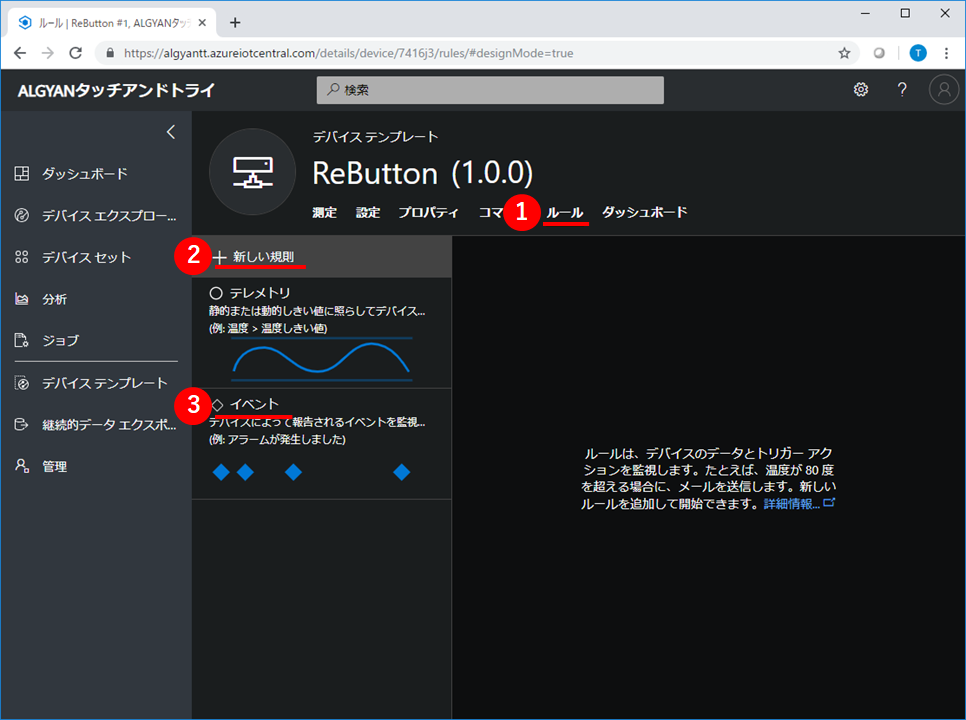 ルール | ReButton #1, ALGYANタッ
https://algyantt.azureiotcentral.com/details/device/7416j3/rules/#designMode=true
T
ALGYANタッチアンドトライ
検索
?
デバイス テンプレート
ReButton (1.0.0)
測定 設定 プロパティ コマ 1 ルール ダッシュボード
ダッシュボード
デバイス エクスプロー...
デバイス セット
分析
ジョブ
デバイス テンプレート
継続的データ エクスポ...
管理
2 + 新しい規則
テレメトリ
静的または動的しきい値に照らしてデバイス...
(例: 温度 > 温度しきい値)
3 イベント
デバイスによって報告されるイベントを監視...
(例: アラームが発生しました)
ルールは、デバイスのデータとトリガー アク
ションを監視します。たとえば、温度が 80 度
を超える場合に、メールを送信します。新しい
ルールを追加して開始できます。詳細情報...